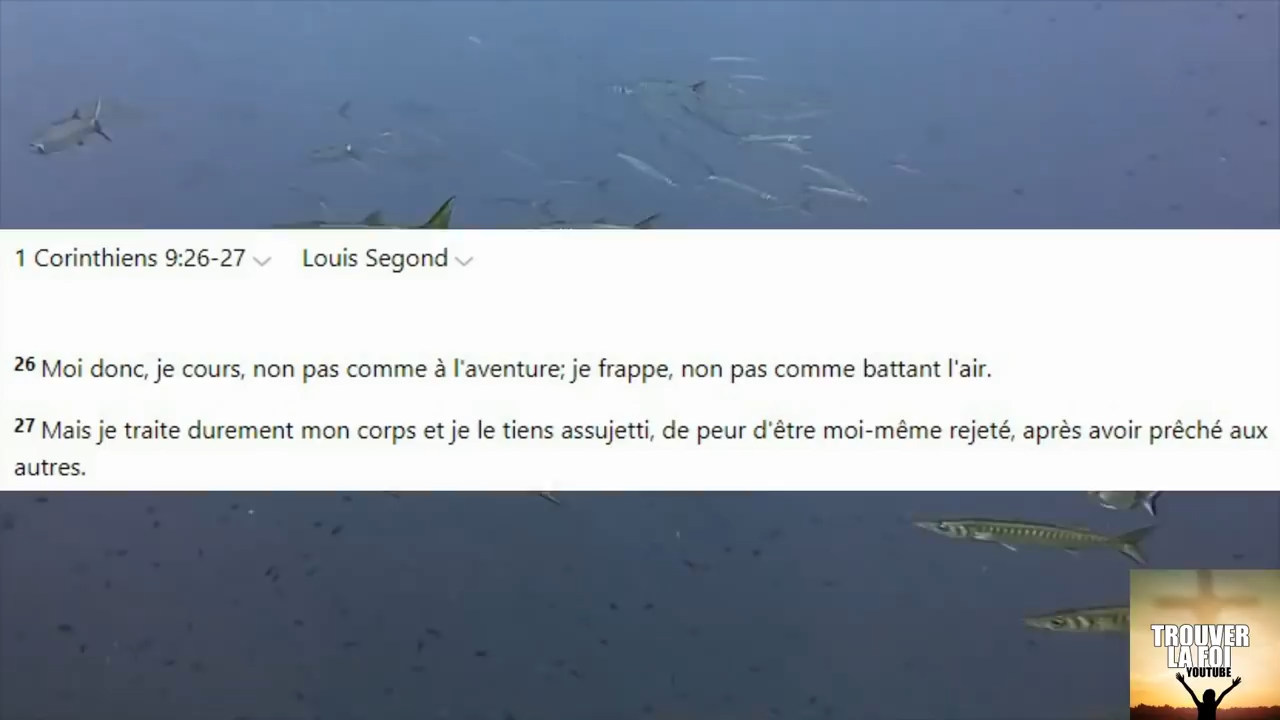 1 Corinthiens 9:26-27 Louis Segond
26 Moi donc, je cours, non pas comme à l'aventure; je frappe, non pas comme battant l'air.
27 Mais je traite durement mon corps et je le tiens assujetti, de peur d'être moi-même rejeté, après avoir prêché aux
autres.
TROUVER
LA FOI
YOUTUBE